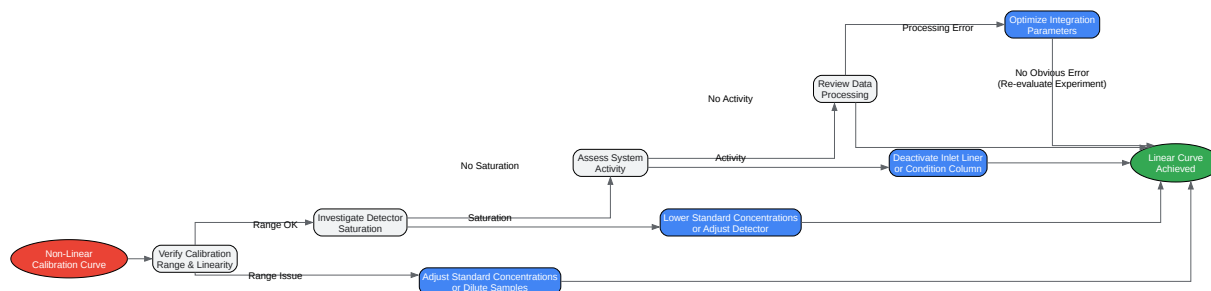 Processing Error
Optimize Integration
Parameters
No Obvious Error
(Re-evaluate Experiment)
Review Data
Processing
No Activity
No Saturation
Assess System
Activity
Activity
Deactivate Inlet Liner
or Condition Column
Linear Curve
Achieved
Range OK
Investigate Detector
Saturation
Saturation
Lower Standard Concentrations
or Adjust Detector
Non-Linear
Calibration Curve
Verify Calibration
Range & Linearity
Range Issue
Adjust Standard Concentrations
or Dilute Samples